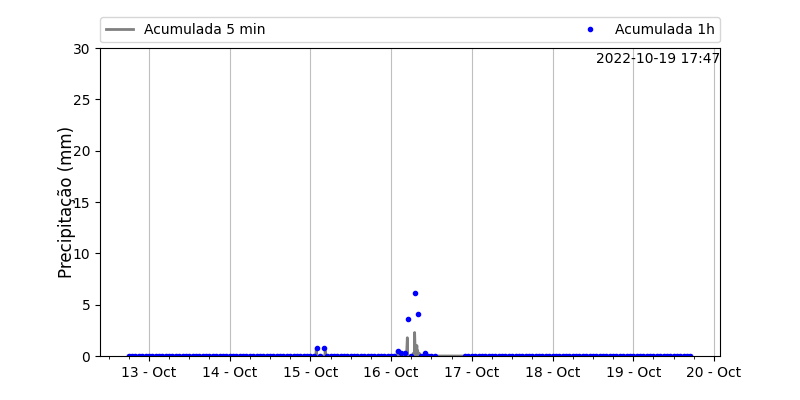 Acumulada 5 min
Acumulada 1h
2022-10-19 17:47
Precipitação (mm)
30
25
20
15
10
5
0
13 - Oct
14 - Oct
15 - Oct
16 - Oct
17 - Oct
18 - Oct
19 - Oct
20 - Oct